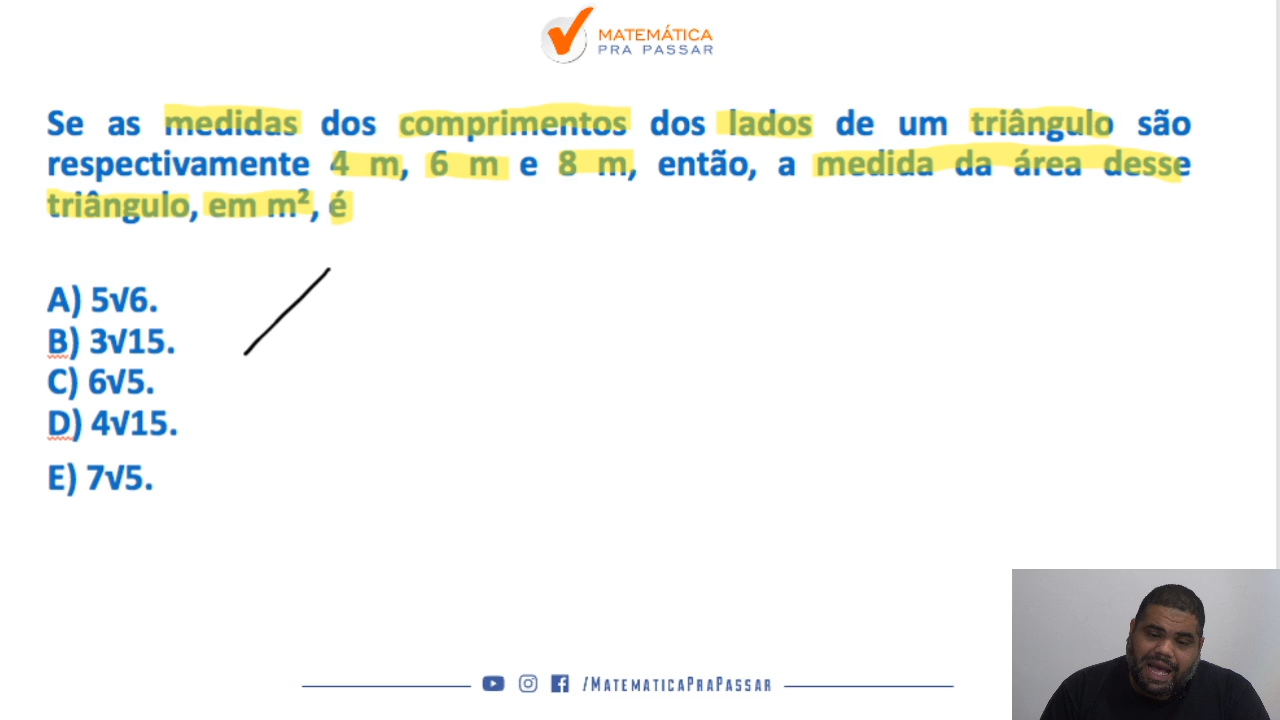 MATEMÁTICA
PRA PASSAR
Se as medidas dos comprimentos dos lados de um triângulo são
respectivamente 4 m, 6 m e 8 m, então, a medida da área desse
triângulo, em m², é
A) 5√6.
B) 3√15.
C) 6√5.
D) 4√15.
E) 7√5.
/MATEMATICAPRAPASSAR